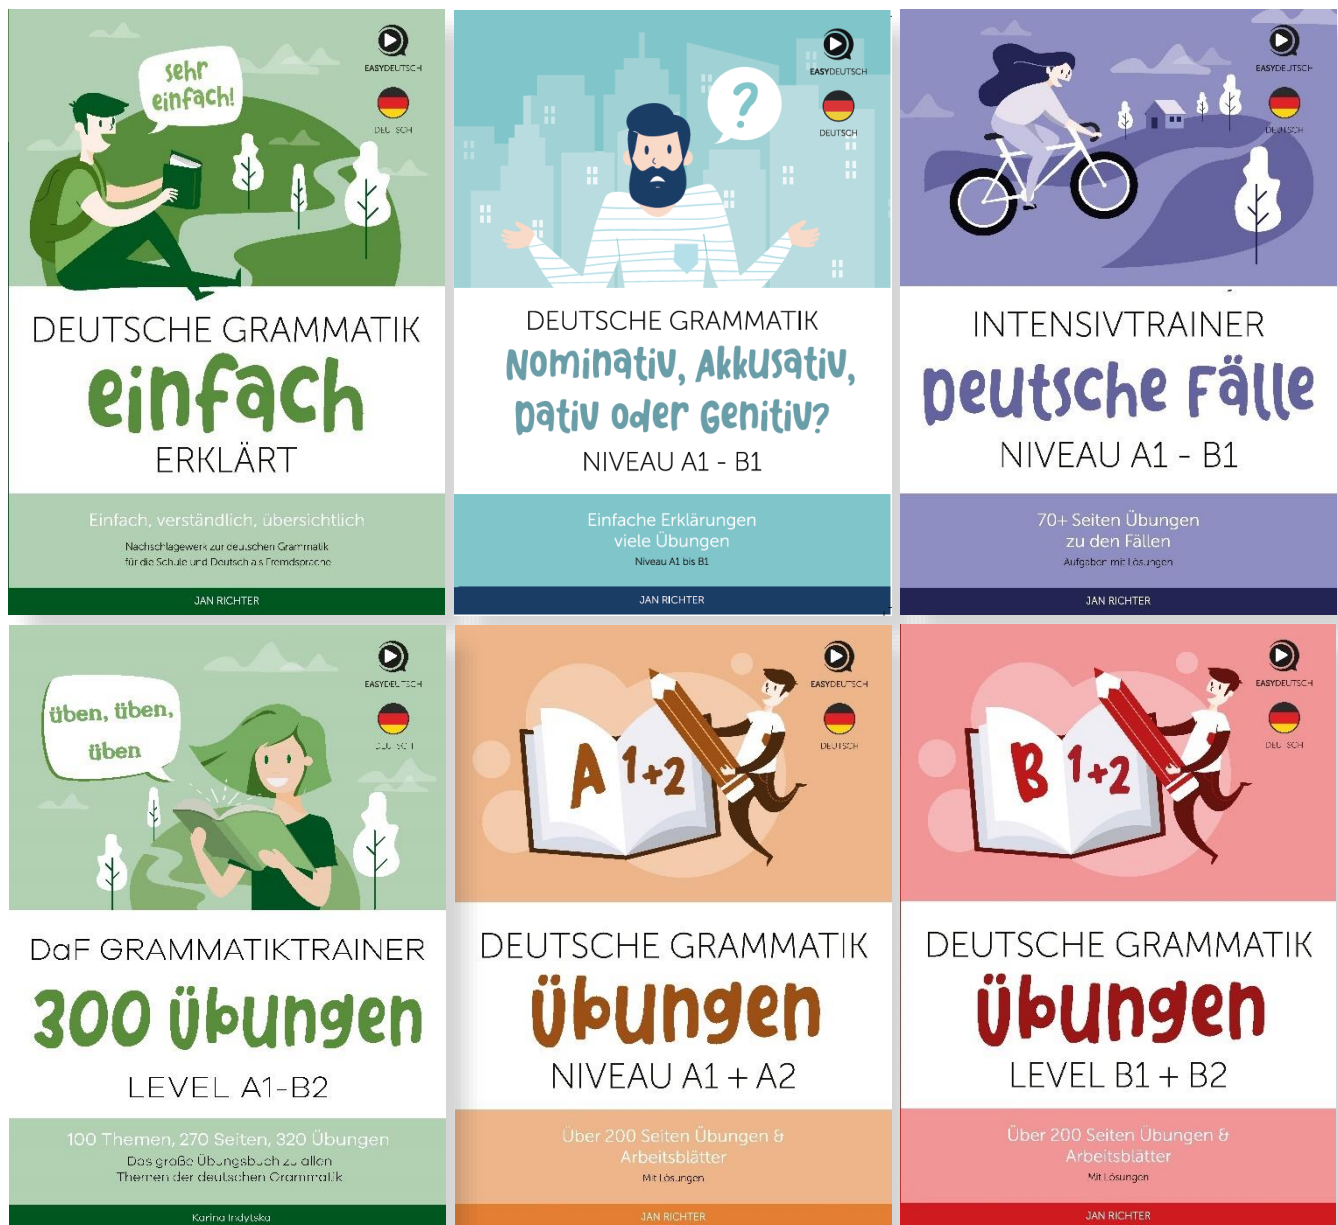 sehr
einfach!
EASYDEUTSCH
DEUTSCH
DEUTSCHE GRAMMATIK
einfach
ERKLÄRT
Einfach, verständlich, übersichtlich
Nachschlagewerk zur deutschen Grammatik
für die Schule und Deutsch als Fremdsprache
JAN RICHTER
?
EASYDEUTSCH
DEUTSCH
DEUTSCHE GRAMMATIK
Nominativ, Akkusativ,
Dativ oder Genitiv?
NIVEAU A1 - B1
Einfache Erklärungen
viele Übungen
Niveau A1 bis B1
JAN RICHTER
EASYDEUTSCH
DEUTSCH
INTENSIVTRAINER
Deutsche Fälle
NIVEAU A1 - B1
70+ Seiten Übungen
zu den Fällen
Aufgaben mit Lösungen
JAN RICHTER
üben, üben,
üben
EASYDEUTSCH
DEUTSCH
DaF GRAMMATIKTRAINER
300 Übungen
LEVEL A1-B2
100 Themen, 270 Seiten, 320 Übungen
Das große Übungsbuch zu allen
Themen der deutschen Grammatik
Karina Indytska
A 1+2
EASYDEUTSCH
DEUTSCH
DEUTSCHE GRAMMATIK
Übungen
NIVEAU A1 + A2
Über 200 Seiten Übungen &
Arbeitsblätter
Mit Lösungen
JAN RICHTER
B 1+2
EASYDEUTSCH
DEUTSCH
DEUTSCHE GRAMMATIK
Übungen
LEVEL B1 + B2
Über 200 Seiten Übungen &
Arbeitsblätter
Mit Lösungen
JAN RICHTER